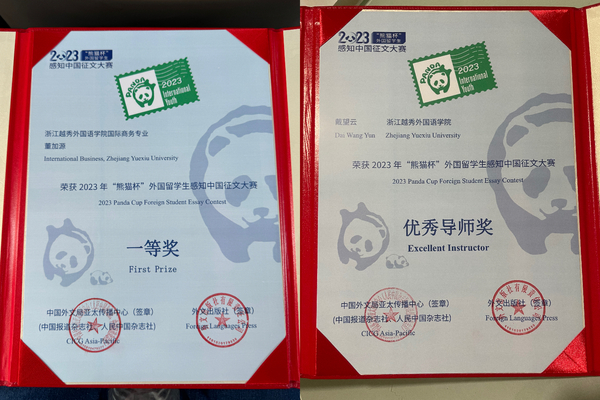 2023 "熊猫杯"
外国留学生
感知中国征文大赛
PANDA
2023
International
Youth
浙江越秀外国语学院国际商务专业
董加源
International Business, Zhejiang Yuexiu University
荣获 2023 年 “熊猫杯” 外国留学生感知中国征文大赛
2023 Panda Cup Foreign Student Essay Contest
一等奖
First Prize
中国外文局亚太传播中心（签章）
(中国报道杂志社、人民中国杂志社)
CICG Asia-Pacific
外文出版社（签章）
Foreign Languages Press
2023 "熊猫杯"
外国留学生
感知中国征文大赛
PANDA
2023
International
Youth
戴望云 浙江越秀外国语学院
Dai Wang Yun Zhejiang Yuexiu University
荣获 2023 年 “熊猫杯” 外国留学生感知中国征文大赛
2023 Panda Cup Foreign Student Essay Contest
优秀导师奖
Excellent Instructor
中国外文局亚太传播中心（签章）
(中国报道杂志社、人民中国杂志社)
CICG Asia-Pacific
外文出版社（签章）
Foreign Languages Press